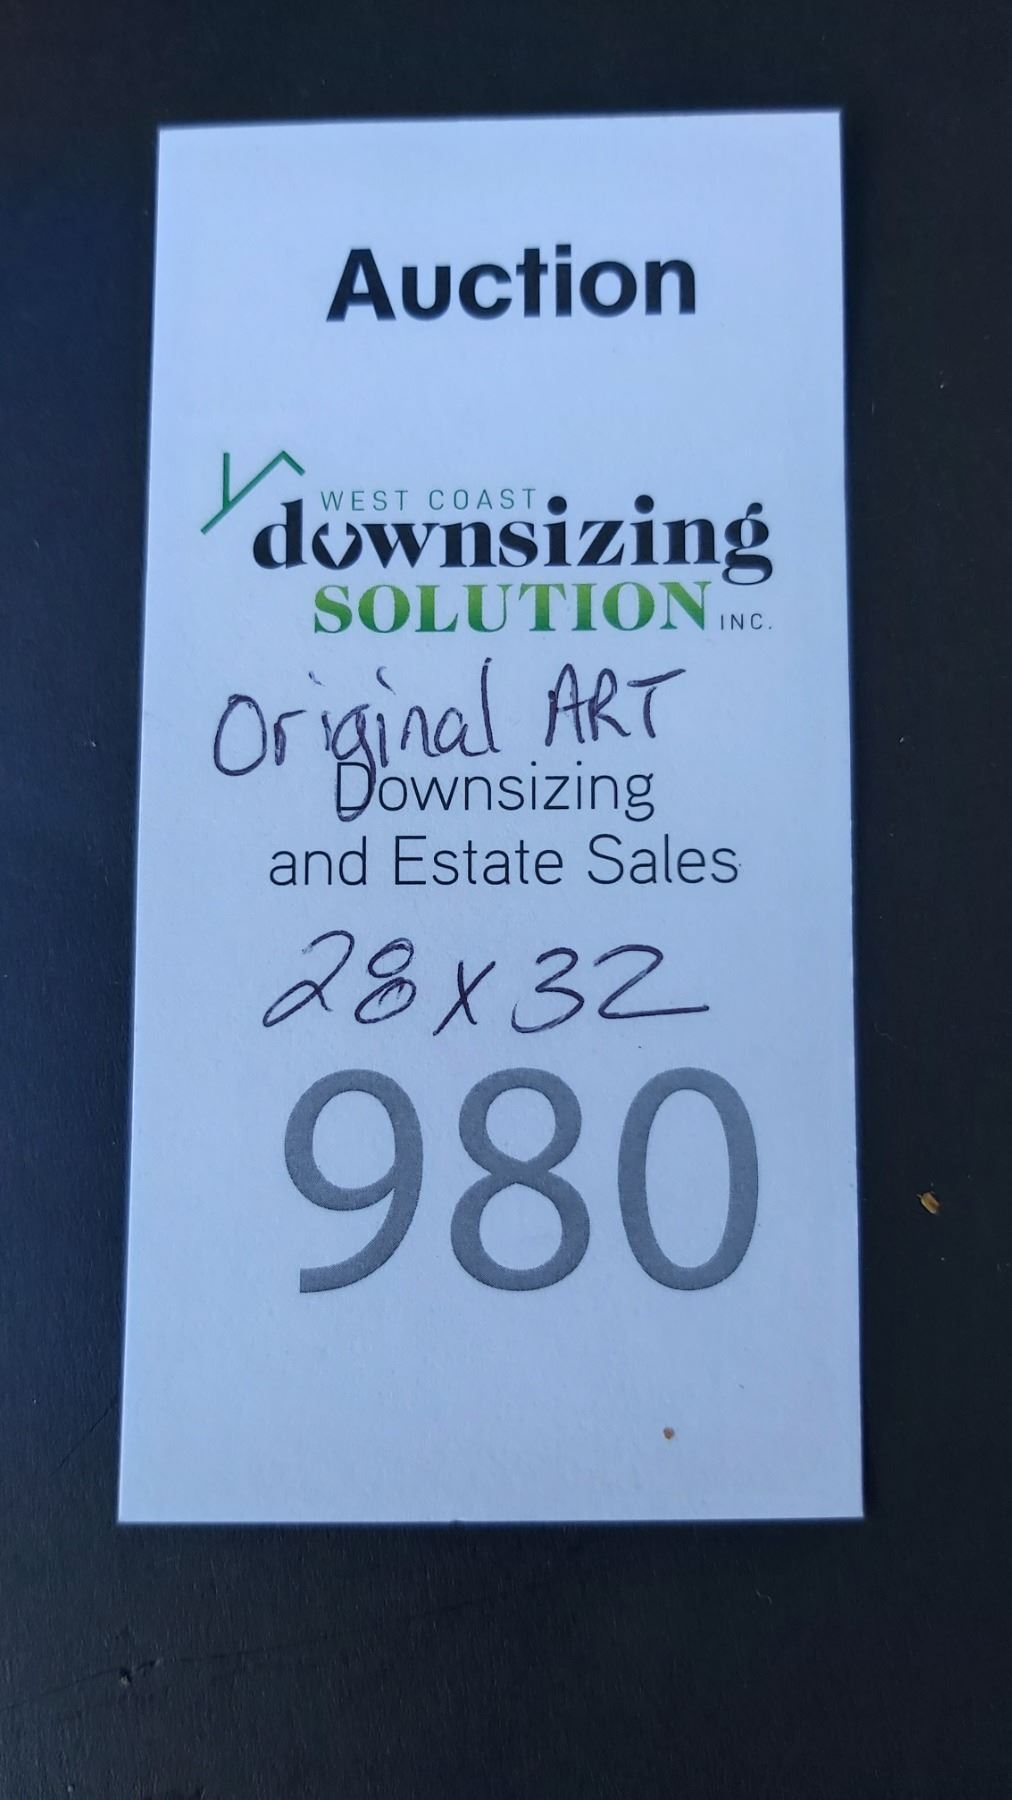 Auction
WEST COAST
downsizing
SOLUTION INC.
Original ART
Downsizing
and Estate Sales
28 x 32
980